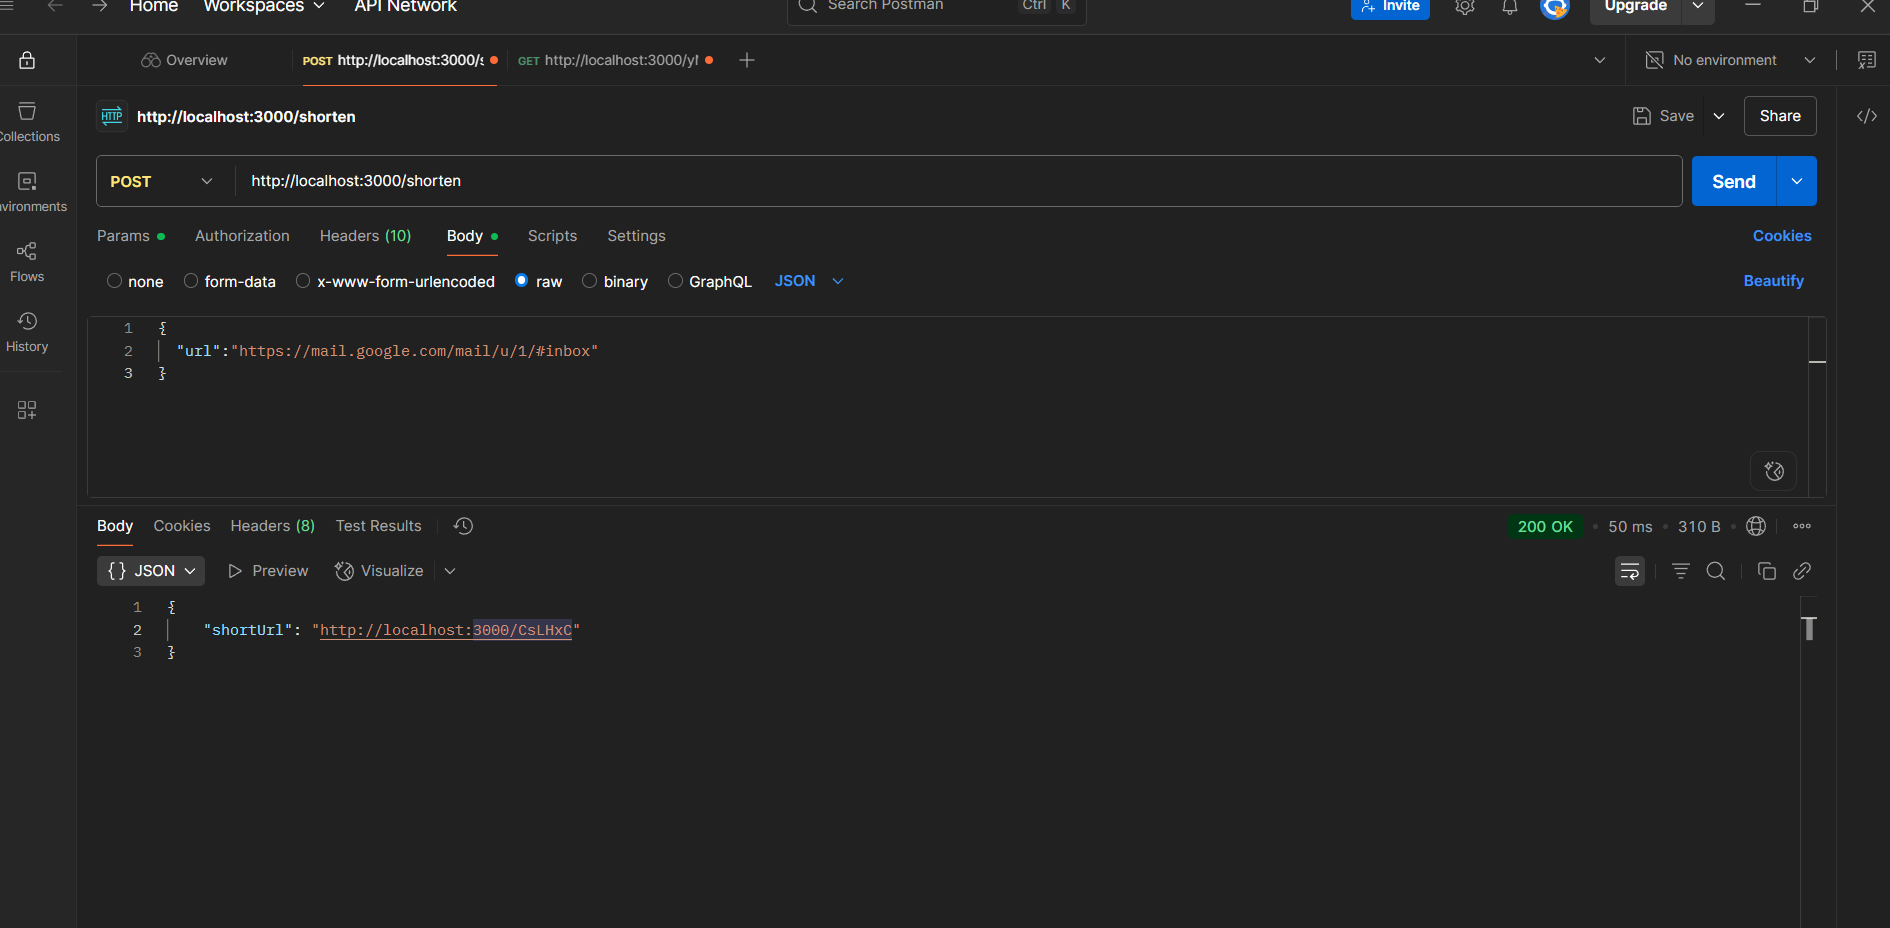 Home Workspaces API Network Search Postman Ctrl K Invite Upgrade
Overview POST http://localhost:3000/s GET http://localhost:3000/y No environment
HTTP http://localhost:3000/shorten Save Share
POST http://localhost:3000/shorten Send
Params Authorization Headers (10) Body Scripts Settings Cookies
none form-data x-www-form-urlencoded raw binary GraphQL JSON Beautify
ollections
vironments
Flows
History
1 {
2 "url":"https://mail.google.com/mail/u/1/#inbox"
3 }
Body Cookies Headers (8) Test Results 200 OK • 50 ms • 310 B •
{} JSON Preview Visualize
1 {
2 "shortUrl": "http://localhost:3000/CsLHxC"
3 }